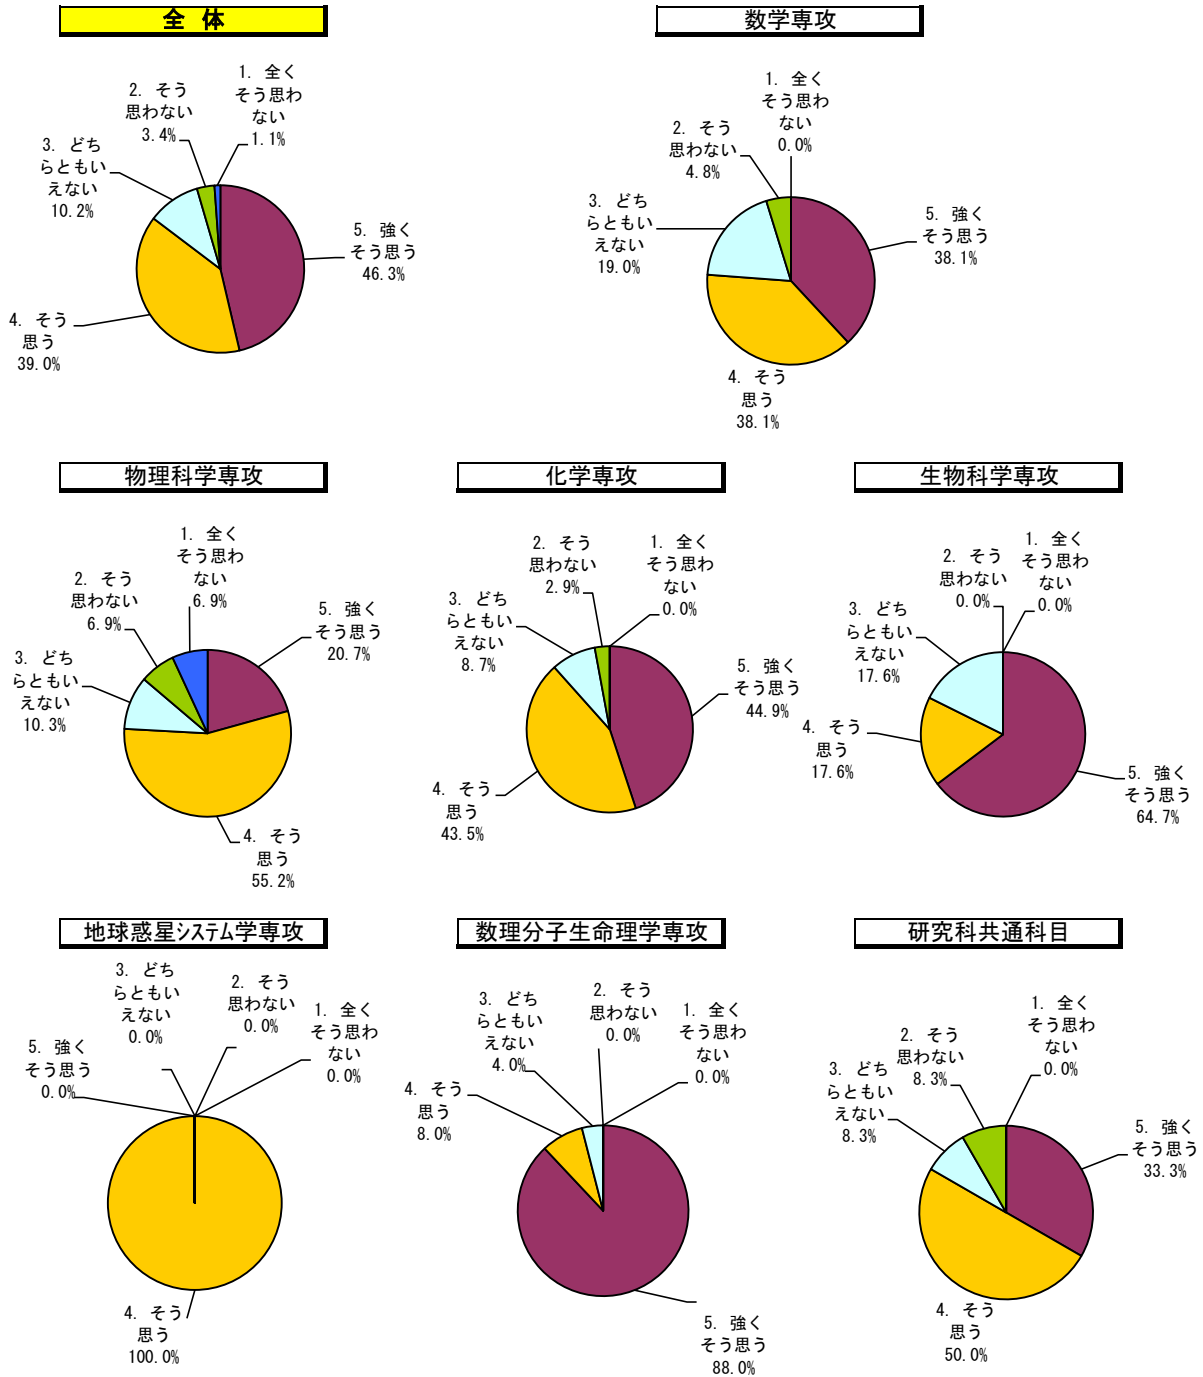 全 体
1. 全く
そう思わ
ない
1.1%
2. そう
思わない
3.4%
3. どち
らともい
えない
10.2%
5. 強く
そう思う
46.3%
4. そう
思う
39.0%
数学専攻
1. 全く
そう思わ
ない
0.0%
2. そう
思わない
4.8%
3. どち
らともい
えない
19.0%
5. 強く
そう思う
38.1%
4. そう
思う
38.1%
物理科学専攻
1. 全く
そう思わ
ない
6.9%
2. そう
思わない
6.9%
3. どち
らともい
えない
10.3%
5. 強く
そう思う
20.7%
4. そう
思う
55.2%
化学専攻
1. 全く
そう思わ
ない
0.0%
2. そう
思わない
2.9%
3. どち
らともい
えない
8.7%
5. 強く
そう思う
44.9%
4. そう
思う
43.5%
生物科学専攻
1. 全く
そう思わ
ない
0.0%
2. そう
思わない
0.0%
3. どち
らともい
えない
17.6%
4. そう
思う
17.6%
5. 強く
そう思う
64.7%
地球惑星システム学専攻
3. どち
らともい
えない
0.0%
2. そう
思わない
0.0%
1. 全く
そう思わ
ない
0.0%
5. 強く
そう思う
0.0%
4. そう
思う
100.0%
数理分子生命理学専攻
2. そう
思わない
0.0%
3. どち
らともい
えない
4.0%
1. 全く
そう思わ
ない
0.0%
4. そう
思う
8.0%
5. 強く
そう思う
88.0%
研究科共通科目
1. 全く
そう思わ
ない
0.0%
2. そう
思わない
8.3%
3. どち
らともい
えない
8.3%
5. 強く
そう思う
33.3%
4. そう
思う
50.0%